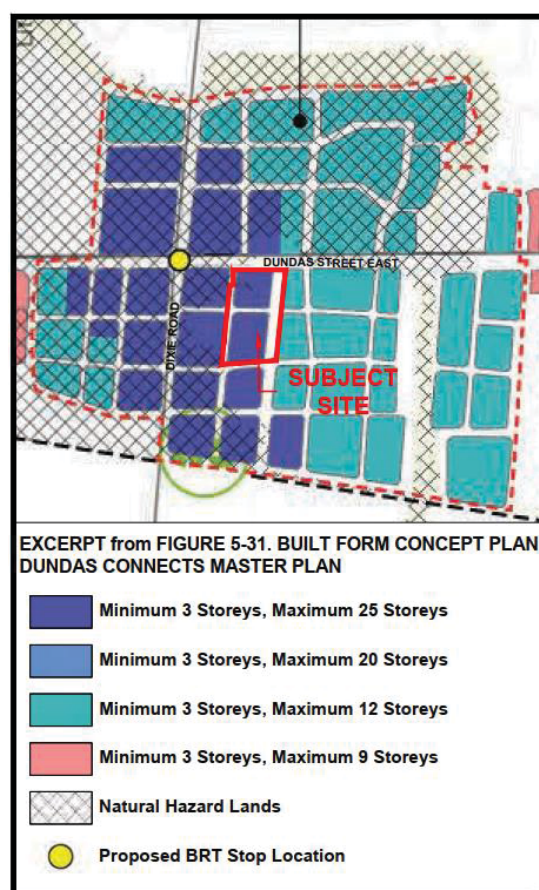 DUNDAS STREET EAST
DIXIE ROAD
SUBJECT
SITE
EXCERPT from FIGURE 5-31. BUILT FORM CONCEPT PLAN
DUNDAS CONNECTS MASTER PLAN
Minimum 3 Storeys, Maximum 25 Storeys
Minimum 3 Storeys, Maximum 20 Storeys
Minimum 3 Storeys, Maximum 12 Storeys
Minimum 3 Storeys, Maximum 9 Storeys
Natural Hazard Lands
Proposed BRT Stop Location